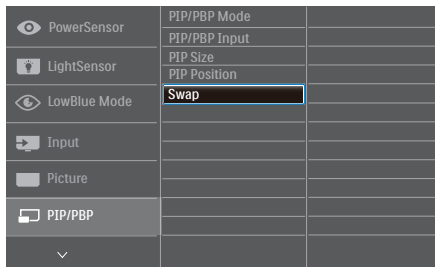 PowerSensor
LightSensor
LowBlue Mode
Input
Picture
PIP/PBP
PIP/PBP Mode
PIP/PBP Input
PIP Size
PIP Position
Swap